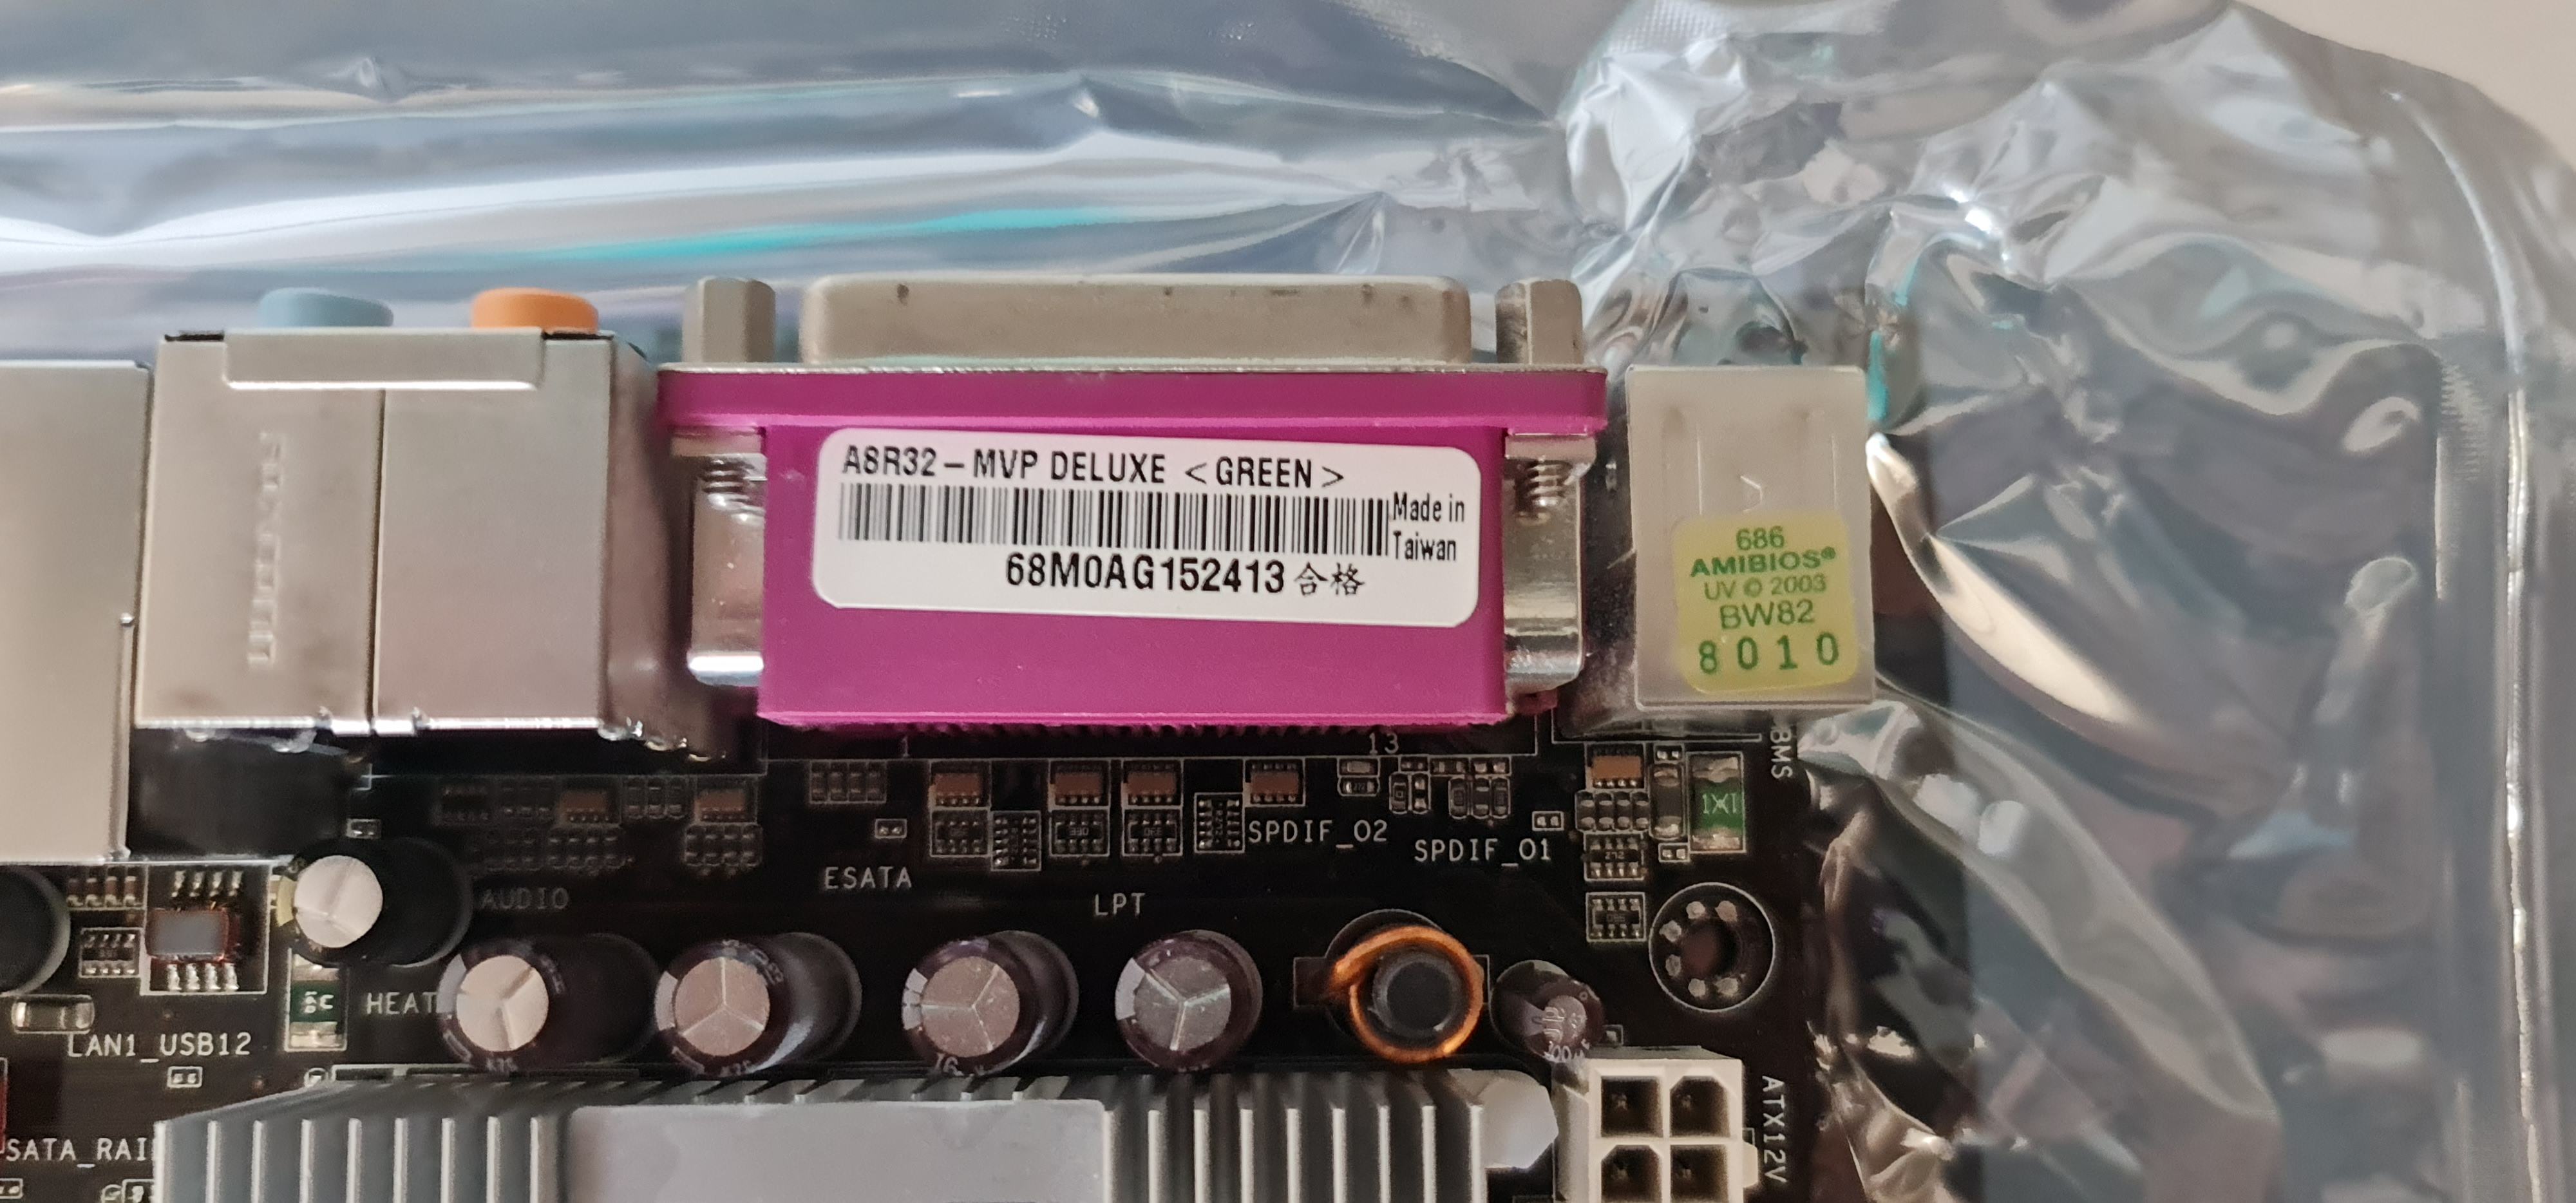 A8R32-MVP DELUXE <GREEN>
Made in
Taiwan
68M0AG152413 合格
686
AMIBIOS®
UV © 2003
BW82
8010
1
13
SPDIF_O2
SPDIF_O1
ESATA
AUDIO
LPT
HEAT
LAN1_USB12
SATA_RAI
ATX12V